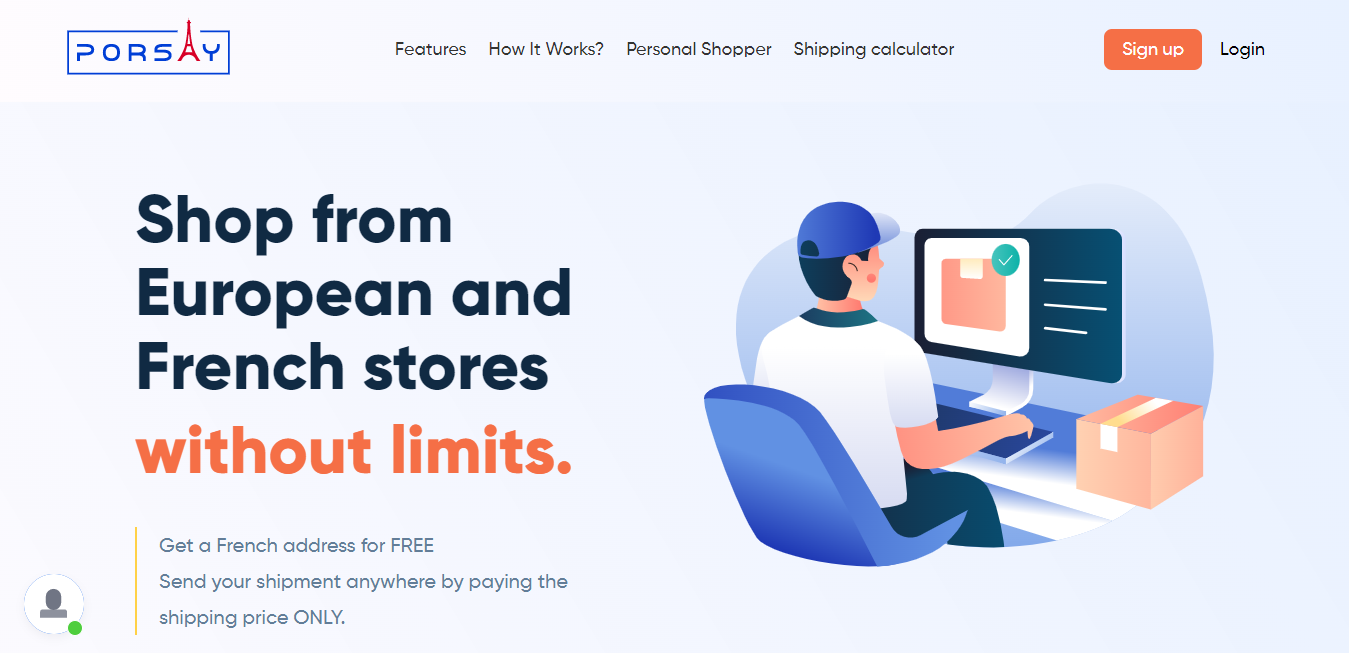 PORSAY
Features How It Works? Personal Shopper Shipping calculator Sign up Login
Shop from
European and
French stores
without limits.
Get a French address for FREE
Send your shipment anywhere by paying the
shipping price ONLY.